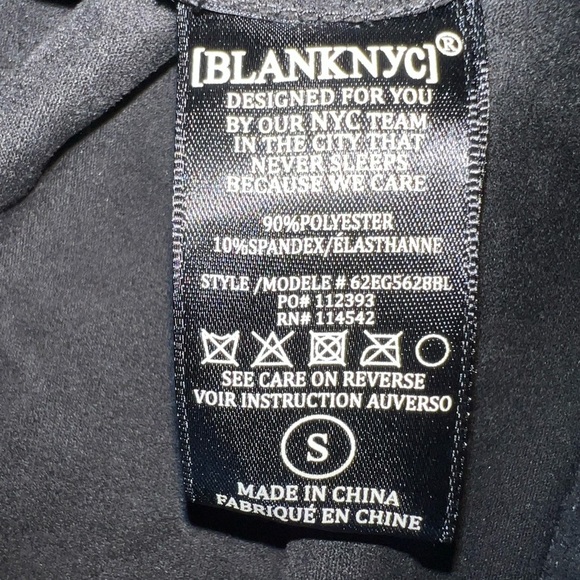 [BLANKNYC]®
DESIGNED FOR YOU
BY OUR NYC TEAM
IN THE CITY THAT
NEVER SLEEPS
BECAUSE WE CARE
90%POLYESTER
10%SPANDEX/ELASTHANNE
STYLE /MODELE # 62EG5628BL
PO# 112393
RN# 114542
SEE CARE ON REVERSE
VOIR INSTRUCTION AUVERSO
S
MADE IN CHINA
FABRIQUÉ EN CHINE